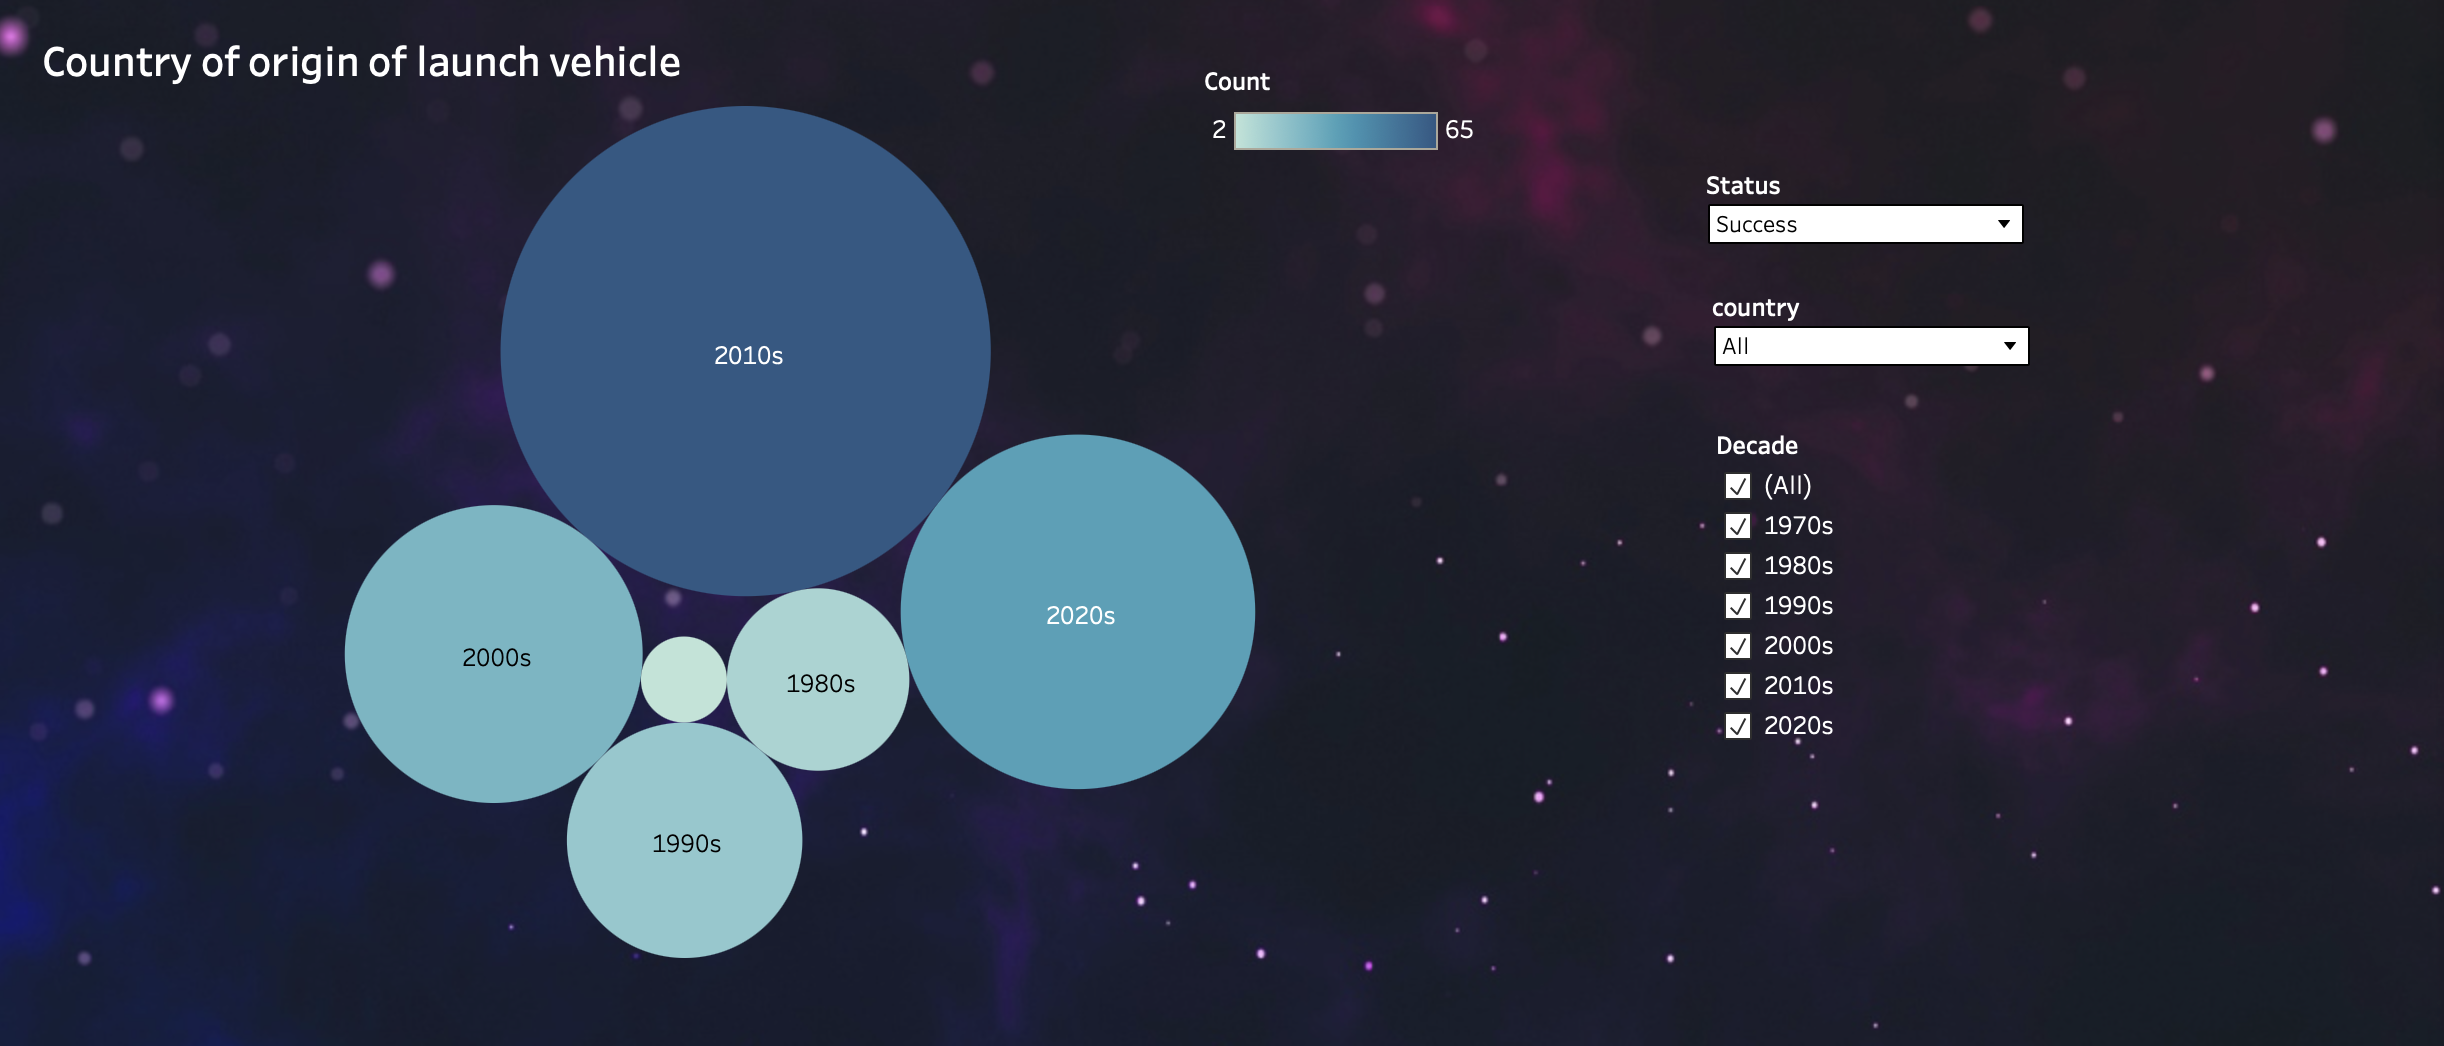 Country of origin of launch vehicle
Count
2 65
Status
Success
country
All
Decade
(All)
1970s
1980s
1990s
2000s
2010s
2020s
2010s
2020s
2000s
1980s
1990s